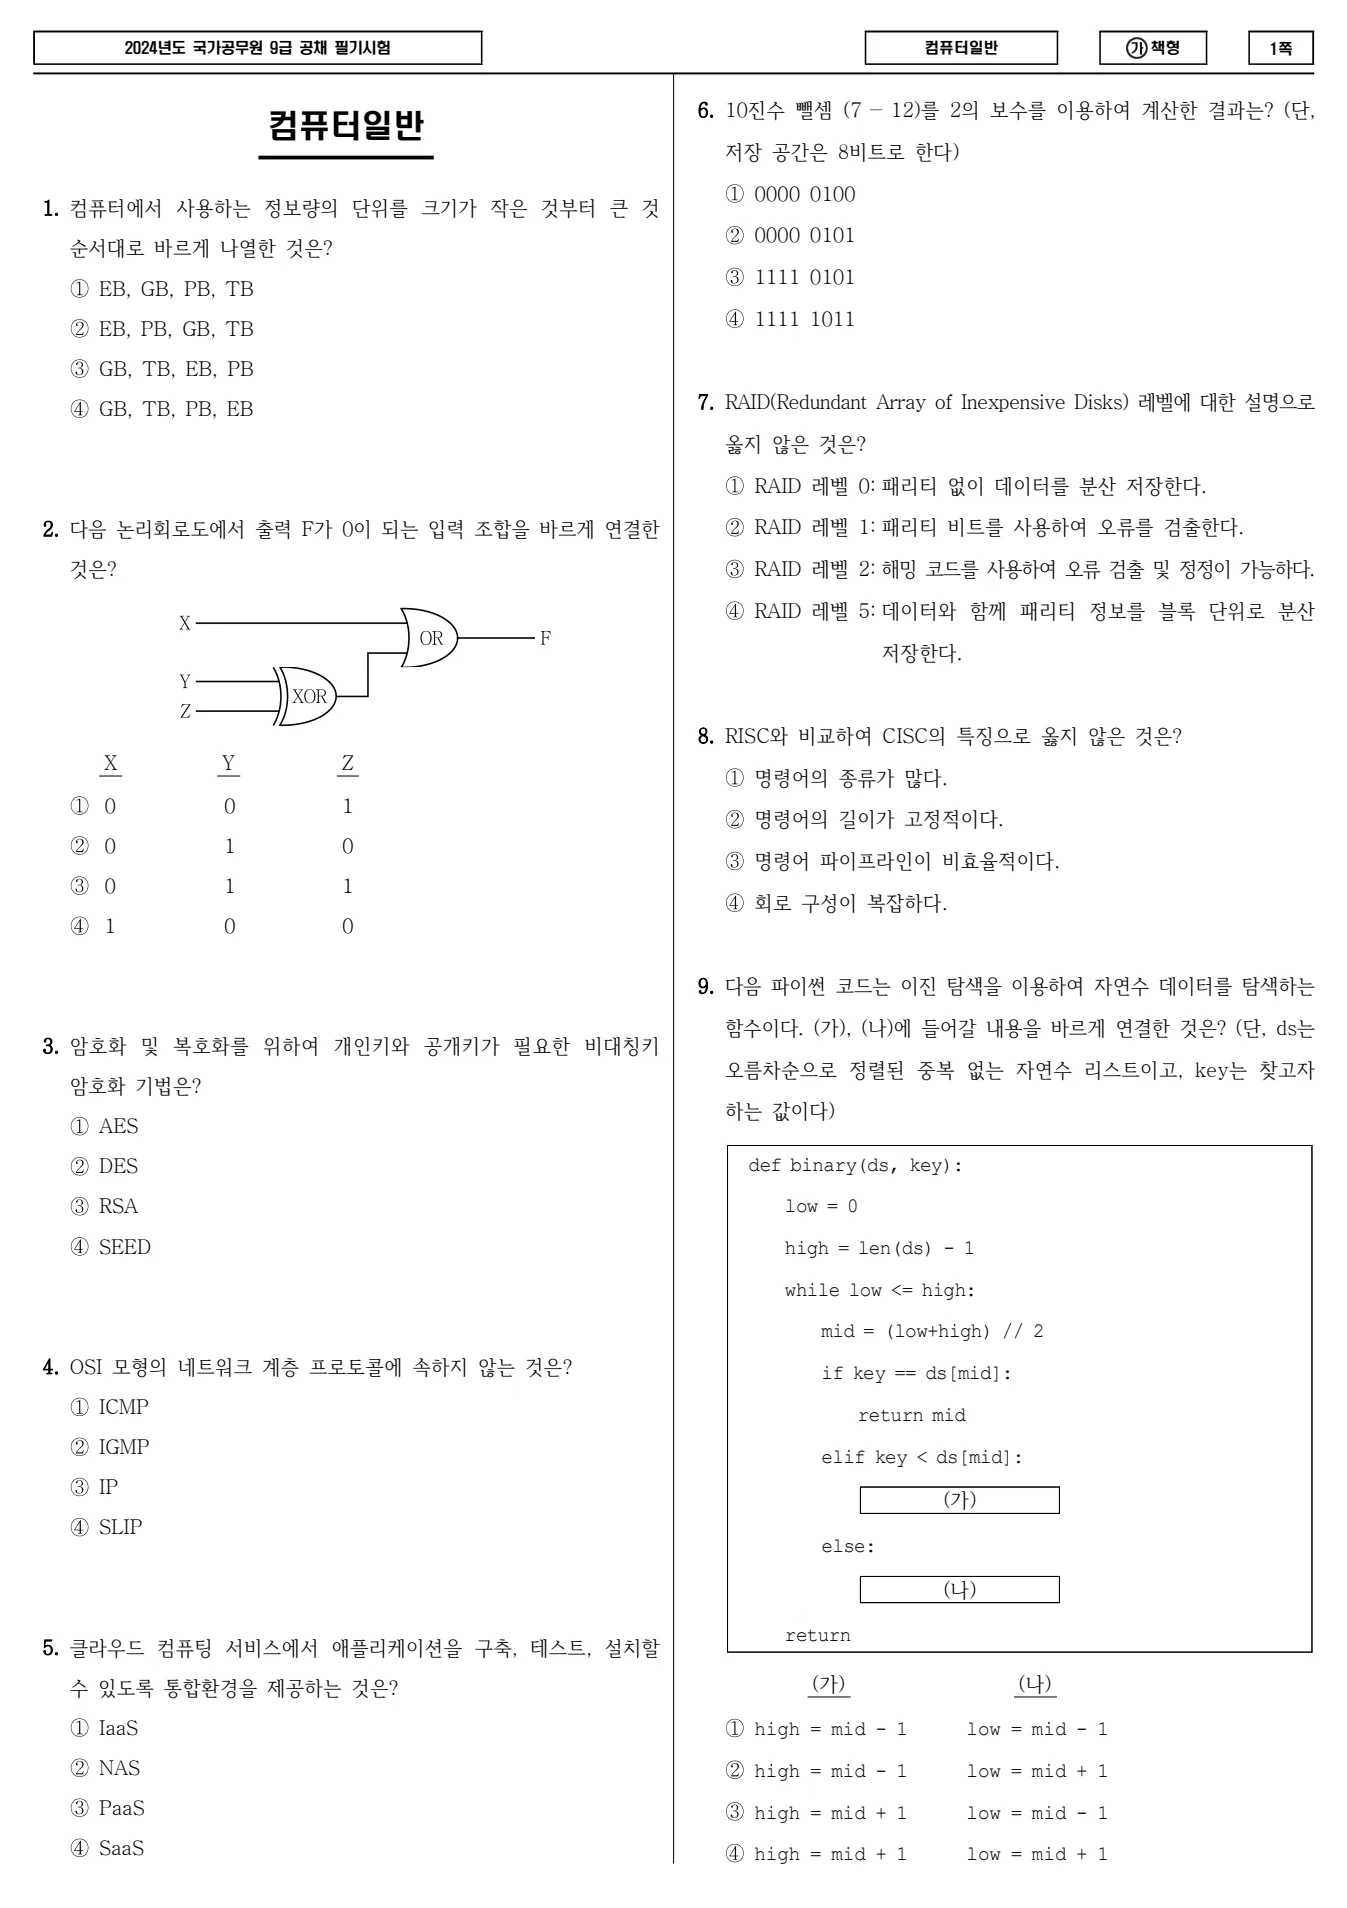 2024년도 국가공무원 9급 공채 필기시험
컴퓨터일반
㉮ 책형
1쪽
컴퓨터일반
1. 컴퓨터에서 사용하는 정보량의 단위를 크기가 작은 것부터 큰 것
순서대로 바르게 나열한 것은?
① EB, GB, PB, TB
② EB, PB, GB, TB
③ GB, TB, EB, PB
④ GB, TB, PB, EB
2. 다음 논리회로도에서 출력 F가 0이 되는 입력 조합을 바르게 연결한
것은?
X
OR
F
Y
XOR
Z
X Y Z
① 0 0 1
② 0 1 0
③ 0 1 1
④ 1 0 0
3. 암호화 및 복호화를 위하여 개인키와 공개키가 필요한 비대칭키
암호화 기법은?
① AES
② DES
③ RSA
④ SEED
4. OSI 모형의 네트워크 계층 프로토콜에 속하지 않는 것은?
① ICMP
② IGMP
③ IP
④ SLIP
5. 클라우드 컴퓨팅 서비스에서 애플리케이션을 구축, 테스트, 설치할
수 있도록 통합환경을 제공하는 것은?
① IaaS
② NAS
③ PaaS
④ SaaS
6. 10진수 뺄셈 (7 − 12)를 2의 보수를 이용하여 계산한 결과는? (단,
저장 공간은 8비트로 한다)
① 0000 0100
② 0000 0101
③ 1111 0101
④ 1111 1011
7. RAID(Redundant Array of Inexpensive Disks) 레벨에 대한 설명으로
옳지 않은 것은?
① RAID 레벨 0: 패리티 없이 데이터를 분산 저장한다.
② RAID 레벨 1: 패리티 비트를 사용하여 오류를 검출한다.
③ RAID 레벨 2: 해밍 코드를 사용하여 오류 검출 및 정정이 가능하다.
④ RAID 레벨 5: 데이터와 함께 패리티 정보를 블록 단위로 분산
저장한다.
8. RISC와 비교하여 CISC의 특징으로 옳지 않은 것은?
① 명령어의 종류가 많다.
② 명령어의 길이가 고정적이다.
③ 명령어 파이프라인이 비효율적이다.
④ 회로 구성이 복잡하다.
9. 다음 파이썬 코드는 이진 탐색을 이용하여 자연수 데이터를 탐색하는
함수이다. (가), (나)에 들어갈 내용을 바르게 연결한 것은? (단, ds는
오름차순으로 정렬된 중복 없는 자연수 리스트이고, key는 찾고자
하는 값이다)
def binary(ds, key):
low = 0
high = len(ds) - 1
while low <= high:
mid = (low+high) // 2
if key == ds[mid]:
return mid
elif key < ds[mid]:
(가)
else:
(나)
return
(가) (나)
① high = mid - 1 low = mid - 1
② high = mid - 1 low = mid + 1
③ high = mid + 1 low = mid - 1
④ high = mid + 1 low = mid + 1